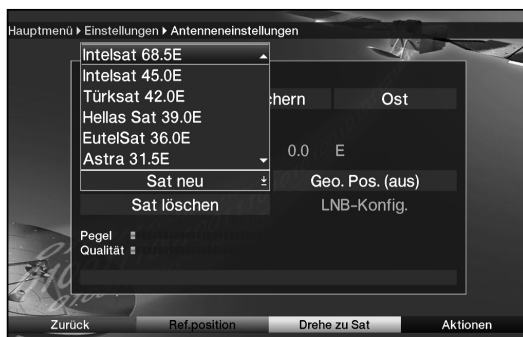 Hauptmenü ▸ Einstellungen ▸ Antenneneinstellungen
Intelsat 68.5E
Intelsat 45.0E
Türksat 42.0E
Hellas Sat 39.0E
EutelSat 36.0E
Astra 31.5E
chern Ost
0.0 E
Sat neu Geo. Pos. (aus)
Sat löschen LNB-Konfig.
Pegel
Qualität
Zurück Ref.position Drehe zu Sat Aktionen